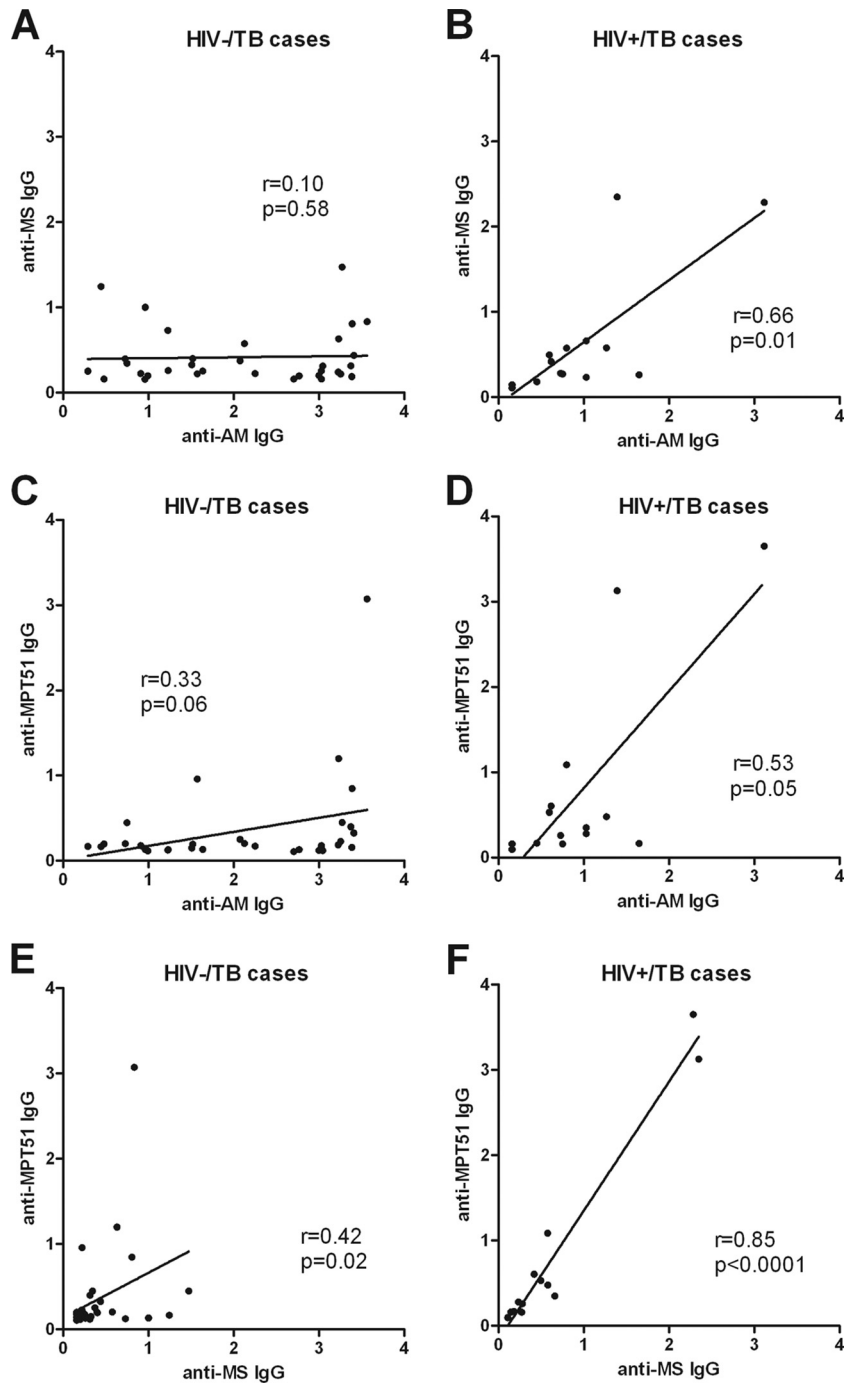 A
HIV-/TB cases
4
3
2
1
0
0 1 2 3 4
anti-MS IgG
anti-AM IgG
r=0.10
p=0.58
B
HIV+/TB cases
4
3
2
1
0
0 1 2 3 4
anti-MS IgG
anti-AM IgG
r=0.66
p=0.01
C
HIV-/TB cases
4
3
2
1
0
0 1 2 3 4
anti-MPT51 IgG
anti-AM IgG
r=0.33
p=0.06
D
HIV+/TB cases
4
3
2
1
0
0 1 2 3 4
anti-MPT51 IgG
anti-AM IgG
r=0.53
p=0.05
E
HIV-/TB cases
4
3
2
1
0
0 1 2 3 4
anti-MPT51 IgG
anti-MS IgG
r=0.42
p=0.02
F
HIV+/TB cases
4
3
2
1
0
0 1 2 3 4
anti-MPT51 IgG
anti-MS IgG
r=0.85
p<0.0001